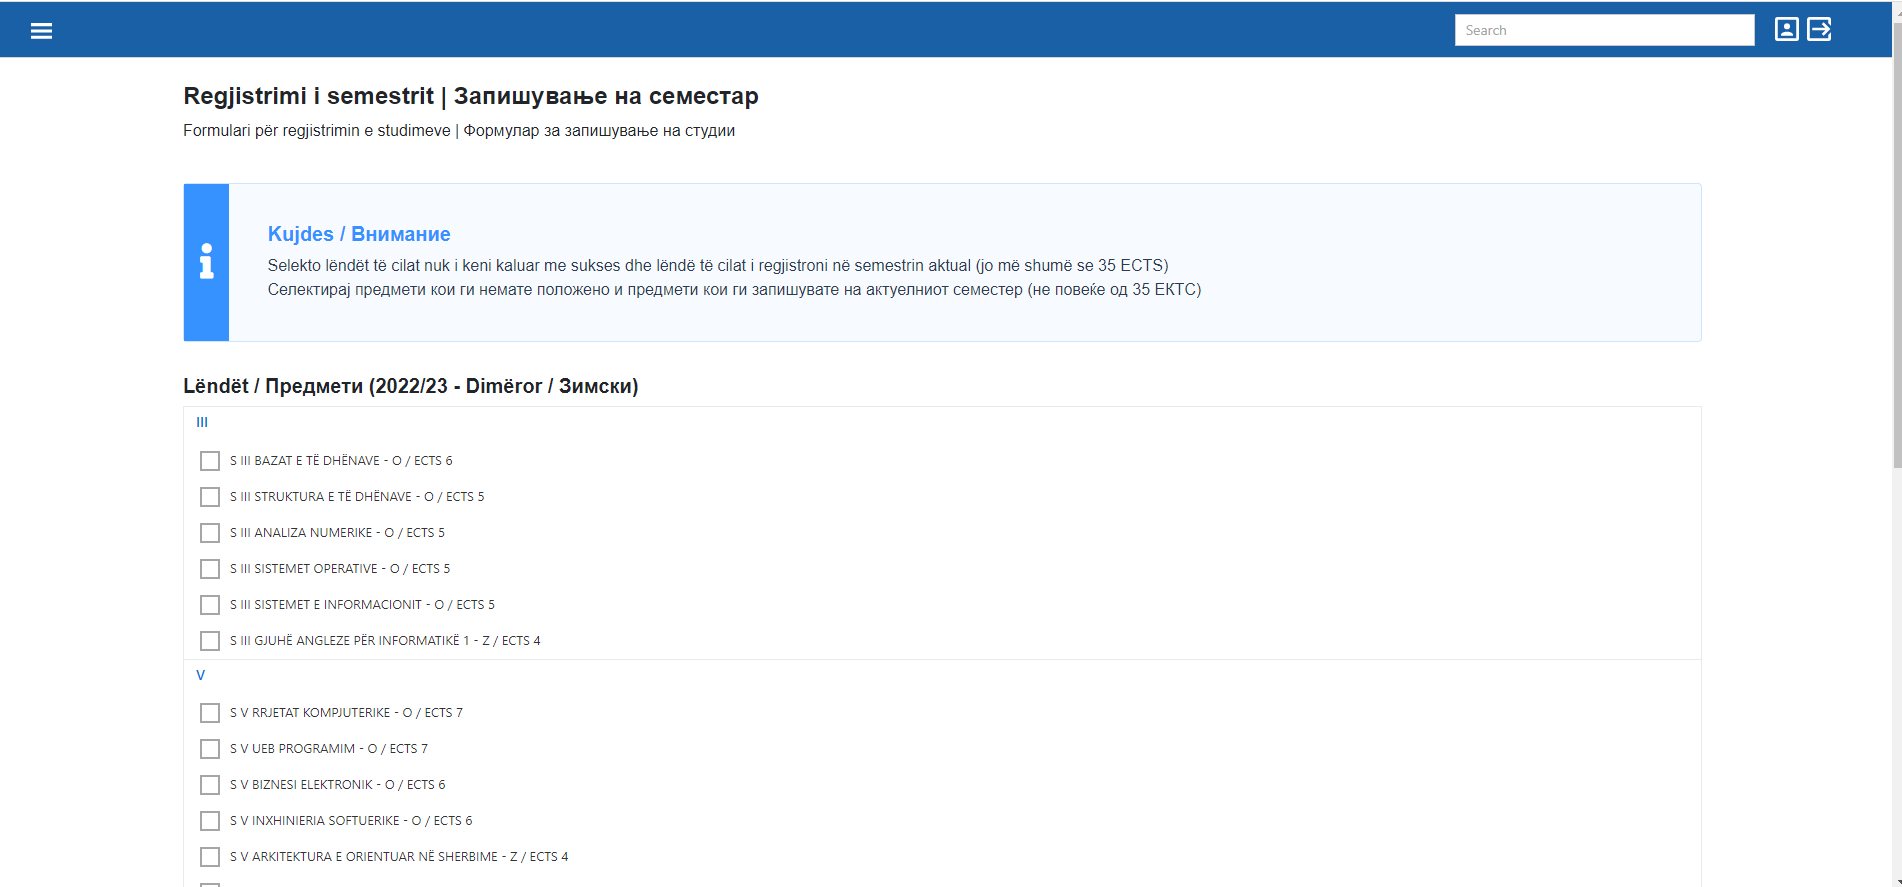 Search
Regjistrimi i semestrit | Запишување на семестар
Formulari për regjistrimin e studimeve | Формулар за запишување на студии
Kujdes / Внимание
Selekto lëndët të cilat nuk i keni kaluar me sukses dhe lëndë të cilat i regjistroni në semestrin aktual (jo më shumë se 35 ECTS)
Селектирај предмети кои ги немате положено и предмети кои ги запишувате на актуелниот семестер (не повеќе од 35 ЕКТС)
Lëndët / Предмети (2022/23 - Dimëror / Зимски)
III
S III BAZAT E TË DHËNAVE - O / ECTS 6
S III STRUKTURA E TË DHËNAVE - O / ECTS 5
S III ANALIZA NUMERIKE - O / ECTS 5
S III SISTEMET OPERATIVE - O / ECTS 5
S III SISTEMET E INFORMACIONIT - O / ECTS 5
S III GJUHË ANGLEZE PËR INFORMATIKË 1 - Z / ECTS 4
V
S V RRJETAT KOMPJUTERIKE - O / ECTS 7
S V UEB PROGRAMIM - O / ECTS 7
S V BIZNESI ELEKTRONIK - O / ECTS 6
S V INXHINIERIA SOFTUERIKE - O / ECTS 6
S V ARKITEKTURA E ORIENTUAR NË SHERBIME - Z / ECTS 4